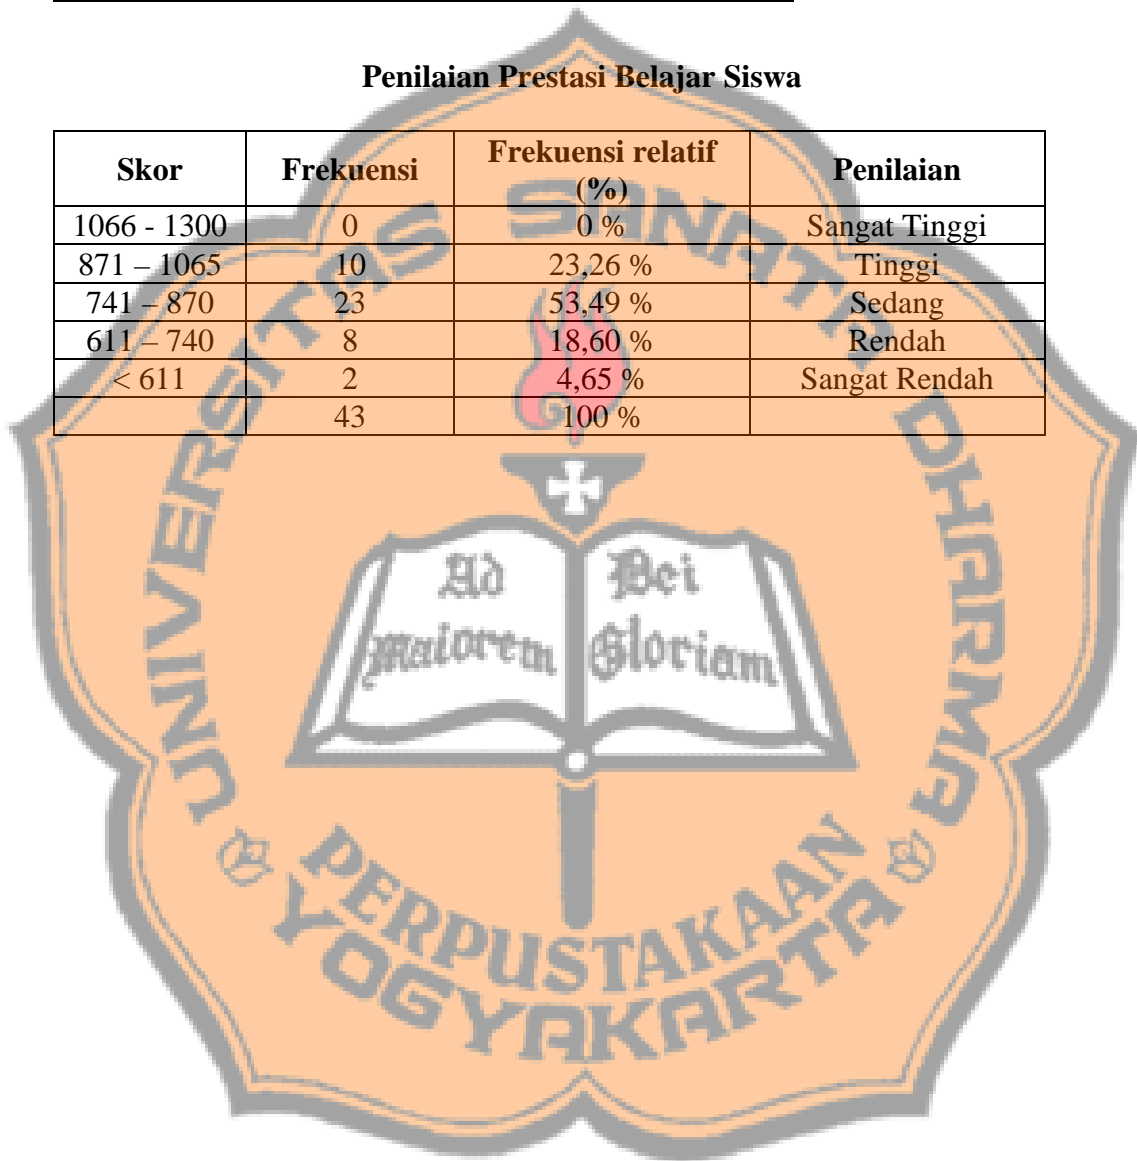 Penilaian Prestasi Belajar Siswa
Skor Frekuensi Frekuensi relatif (%) Penilaian
1066 - 1300 0 0 % Sangat Tinggi
871 – 1065 10 23,26 % Tinggi
741 – 870 23 53,49 % Sedang
611 – 740 8 18,60 % Rendah
< 611 2 4,65 % Sangat Rendah
43 100 %
UNIVERSITAS SANATA DHARMA
Ad Dei
maiorem Gloriam
PERPUSTAKAAN
YOGYAKARTA